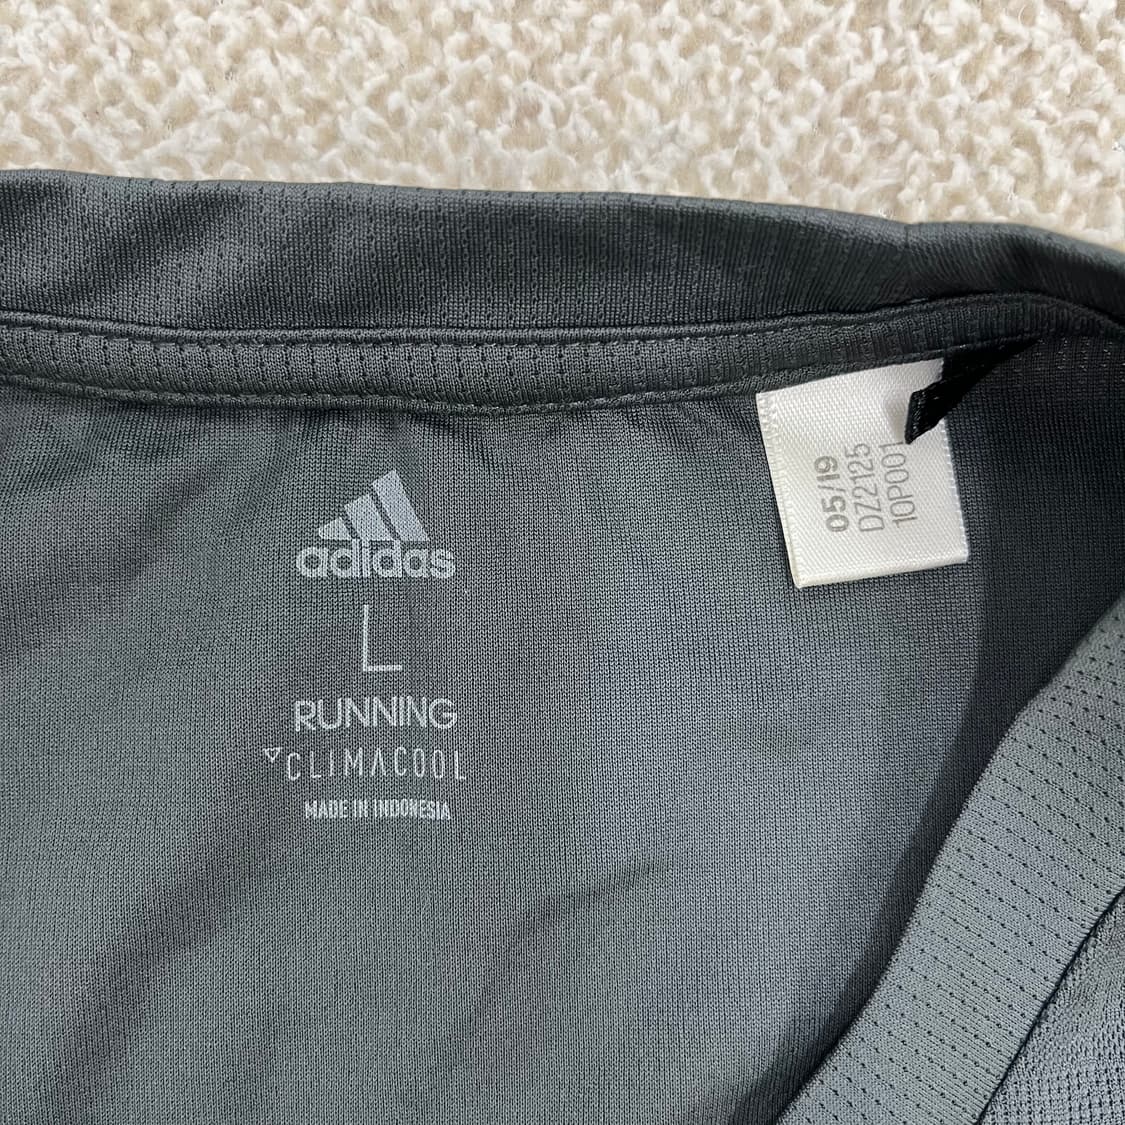 adidas
L
RUNNING
CLIMACOOL
MADE IN INDONESIA
05/19
DZ2125
10P001